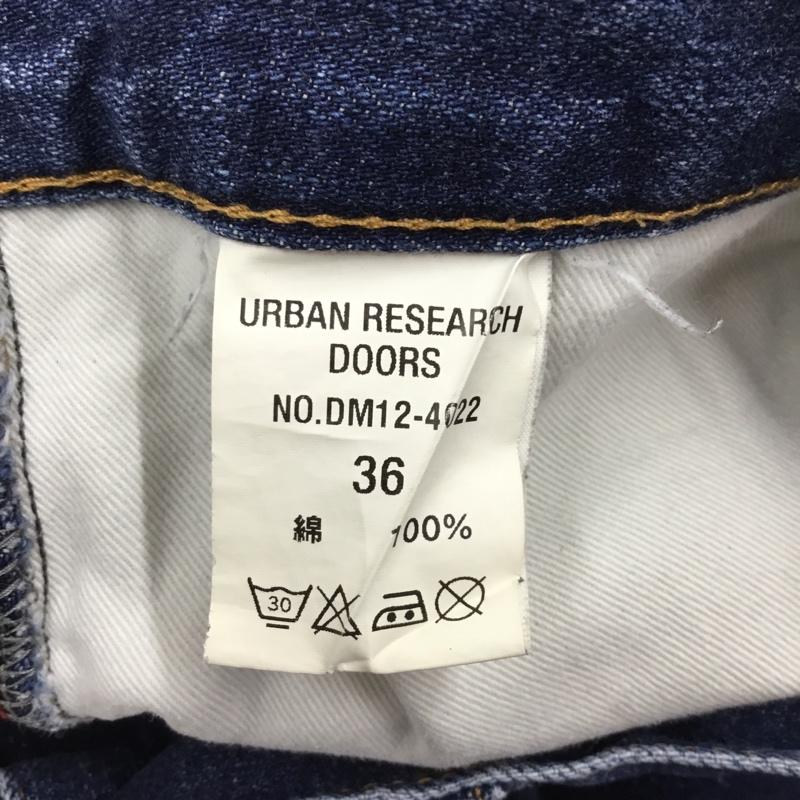 URBAN RESEARCH
DOORS
36
綿 100%
30